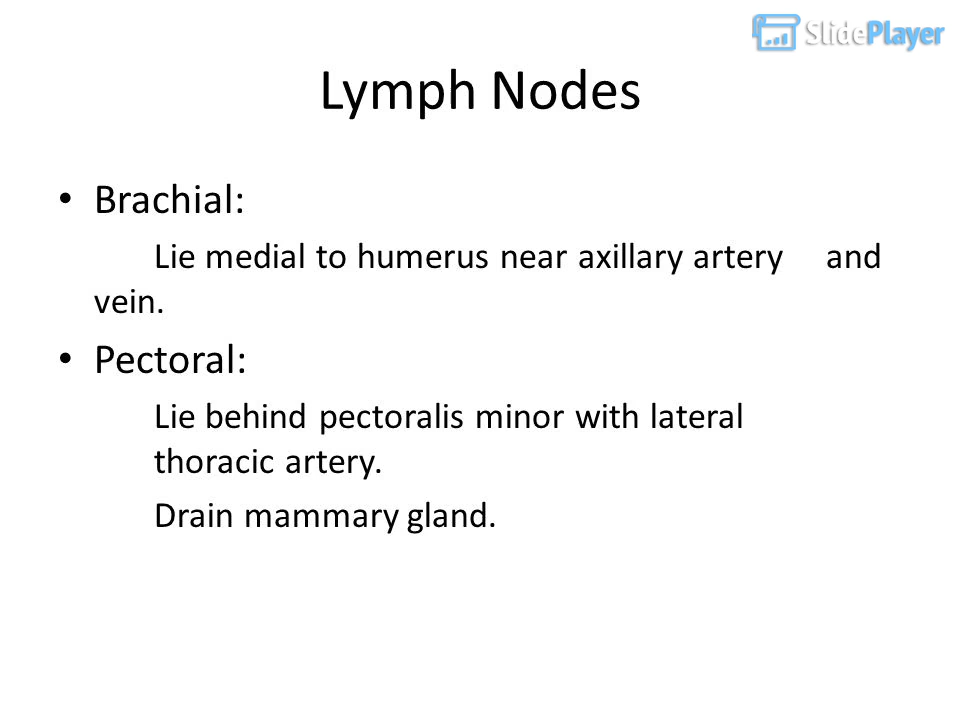 SlidePlayer
Lymph Nodes
• Brachial:
Lie medial to humerus near axillary artery and
vein.
• Pectoral:
Lie behind pectoralis minor with lateral
thoracic artery.
Drain mammary gland.